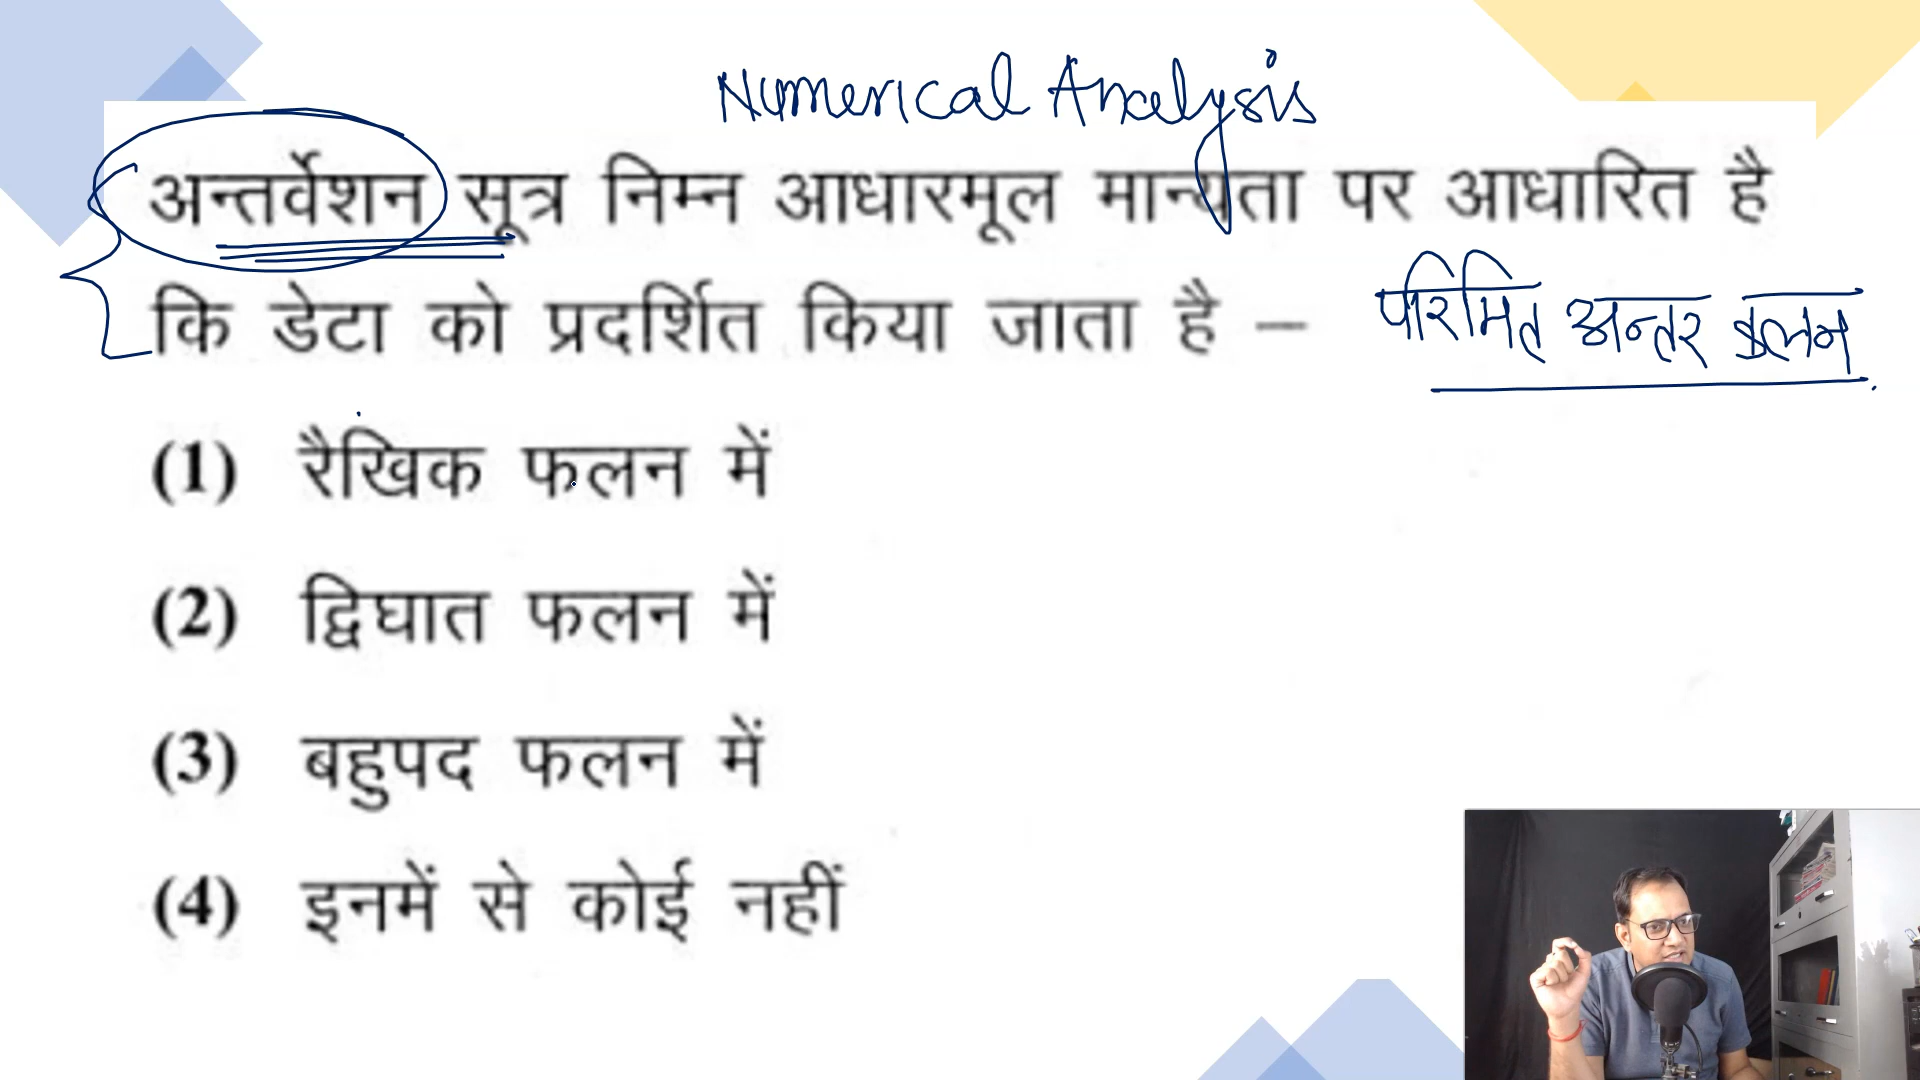 Numerical Analysis
अन्तर्वेशन सूत्र निम्न आधारमूल मान्यता पर आधारित है
कि डेटा को प्रदर्शित किया जाता है –
परिमित अन्तर कलन
(1) रैखिक फलन में
(2) द्विघात फलन में
(3) बहुपद फलन में
(4) इनमें से कोई नहीं